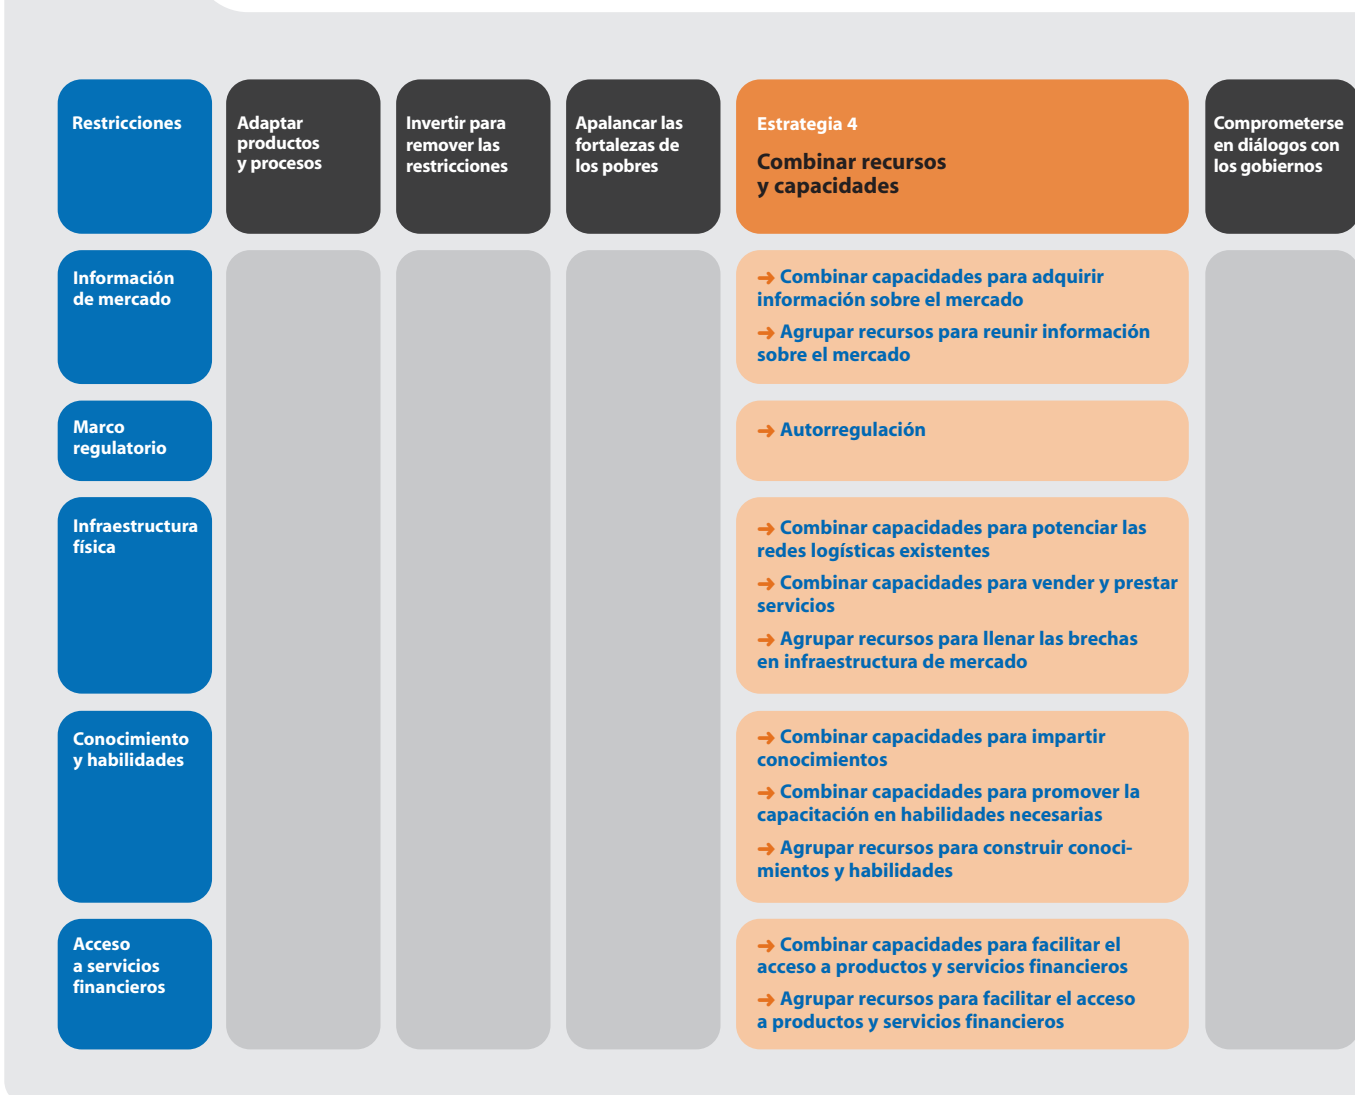 Restricciones
Adaptar
productos
y procesos
Invertir para
remover las
restricciones
Apalancar las
fortalezas de
los pobres
Estrategia 4
Combinar recursos
y capacidades
Comprometerse
en diálogos con
los gobiernos
Información
de mercado
➜ Combinar capacidades para adquirir
información sobre el mercado
➜ Agrupar recursos para reunir información
sobre el mercado
Marco
regulatorio
➜ Autorregulación
Infraestructura
física
➜ Combinar capacidades para potenciar las
redes logísticas existentes
➜ Combinar capacidades para vender y prestar
servicios
➜ Agrupar recursos para llenar las brechas
en infraestructura de mercado
Conocimiento
y habilidades
➜ Combinar capacidades para impartir
conocimientos
➜ Combinar capacidades para promover la
capacitación en habilidades necesarias
➜ Agrupar recursos para construir conoci-
mientos y habilidades
Acceso
a servicios
financieros
➜ Combinar capacidades para facilitar el
acceso a productos y servicios financieros
➜ Agrupar recursos para facilitar el acceso
a productos y servicios financieros